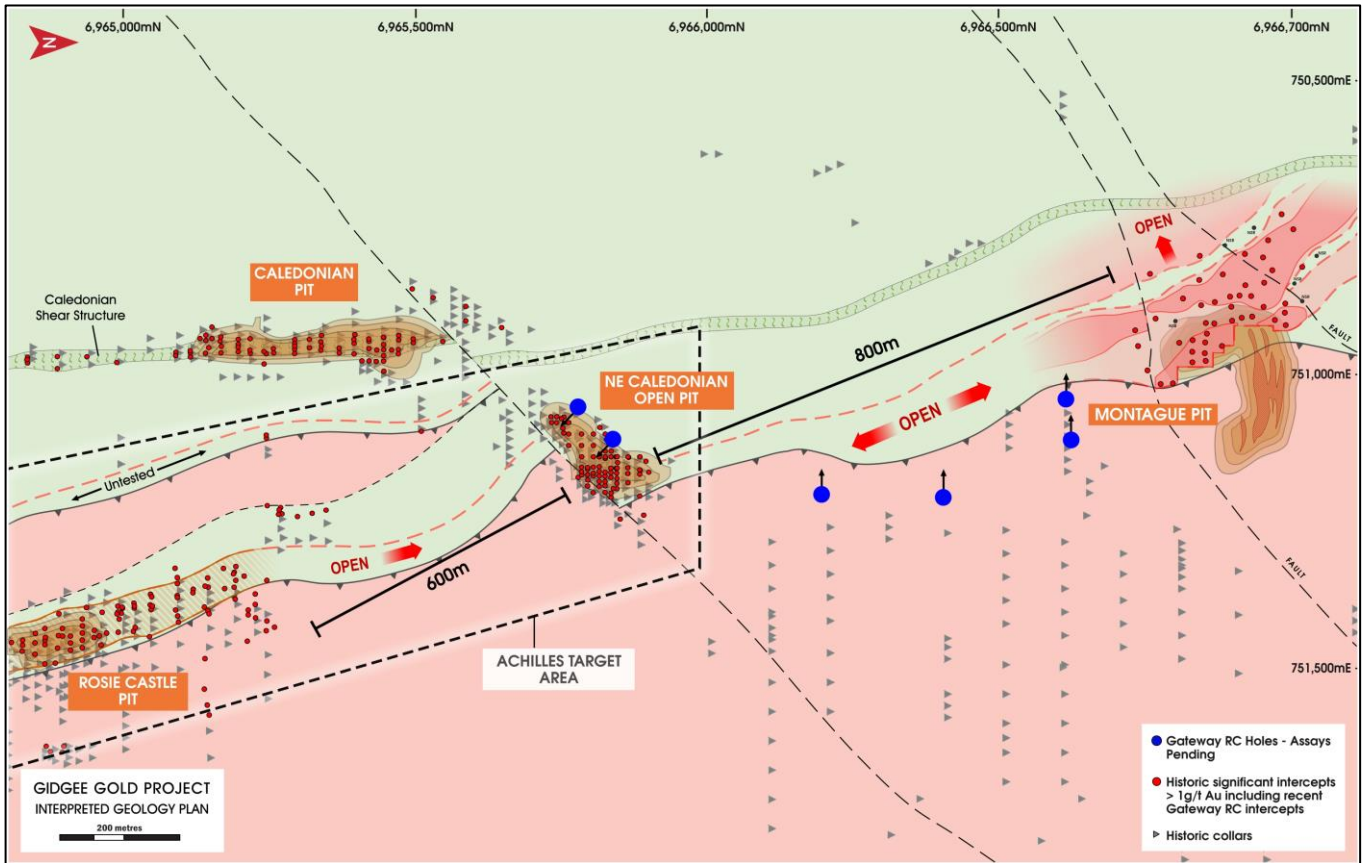 6,965,000mN
6,965,500mN
6,966,000mN
6,966,500mN
6,966,700mN
N
750,500mE
CALEDONIAN
PIT
OPEN
Caledonian
Shear Structure
800m
NE CALEDONIAN
OPEN PIT
FAULT
751,000mE
MONTAGUE PIT
OPEN
Untested
OPEN
600m
FAULT
ACHILLES TARGET
AREA
751,500mE
ROSIE CASTLE
PIT
GIDGEE GOLD PROJECT
INTERPRETED GEOLOGY PLAN
200 metres
Gateway RC Holes - Assays
Pending
Historic significant intercepts
> 1g/t Au including recent
Gateway RC intercepts
Historic collars